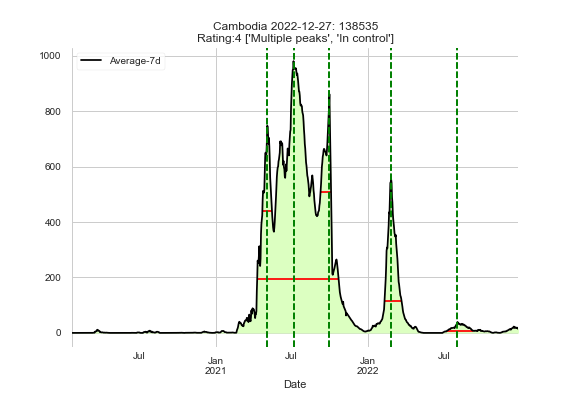 Cambodia 2022-12-27: 138535
Rating:4 ['Multiple peaks', 'In control']
Average-7d
1000
800
600
400
200
0
Jul
Jan
2021
Jul
Jan
2022
Jul
Date